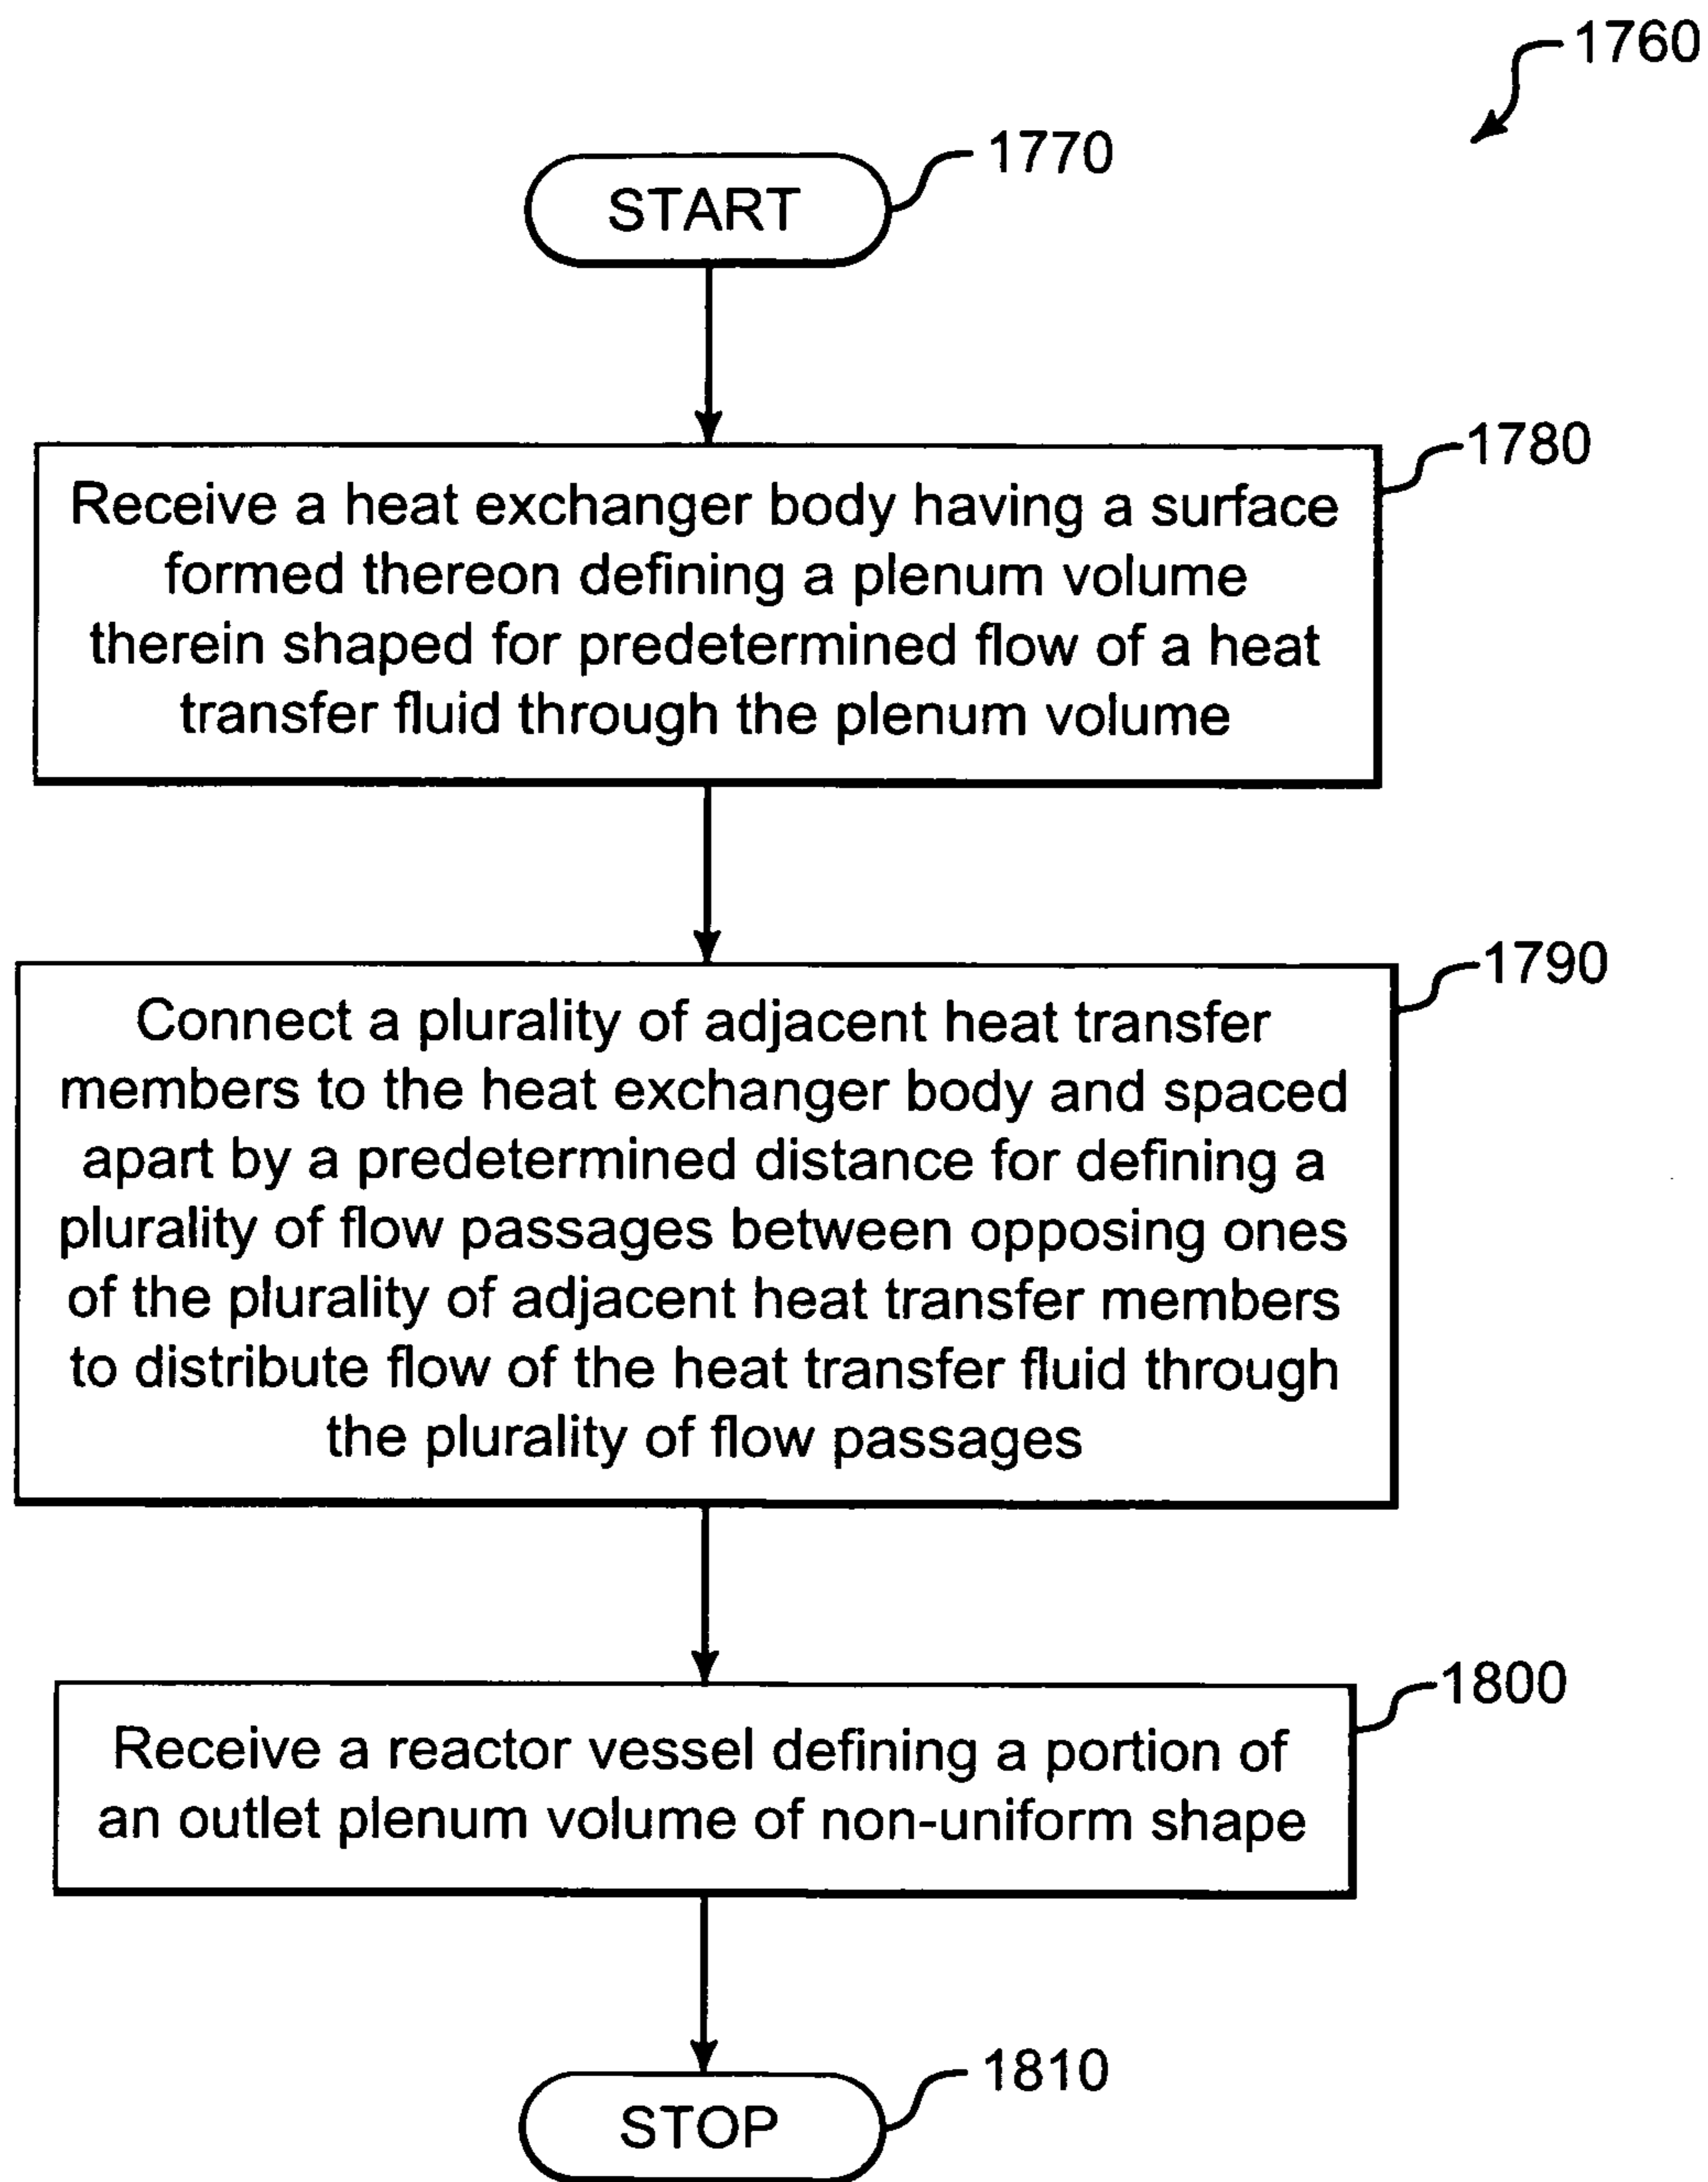 1760
1770
START
1780
Receive a heat exchanger body having a surface
formed thereon defining a plenum volume
therein shaped for predetermined flow of a heat
transfer fluid through the plenum volume
1790
Connect a plurality of adjacent heat transfer
members to the heat exchanger body and spaced
apart by a predetermined distance for defining a
plurality of flow passages between opposing ones
of the plurality of adjacent heat transfer members
to distribute flow of the heat transfer fluid through
the plurality of flow passages
1800
Receive a reactor vessel defining a portion of
an outlet plenum volume of non-uniform shape
1810
STOP